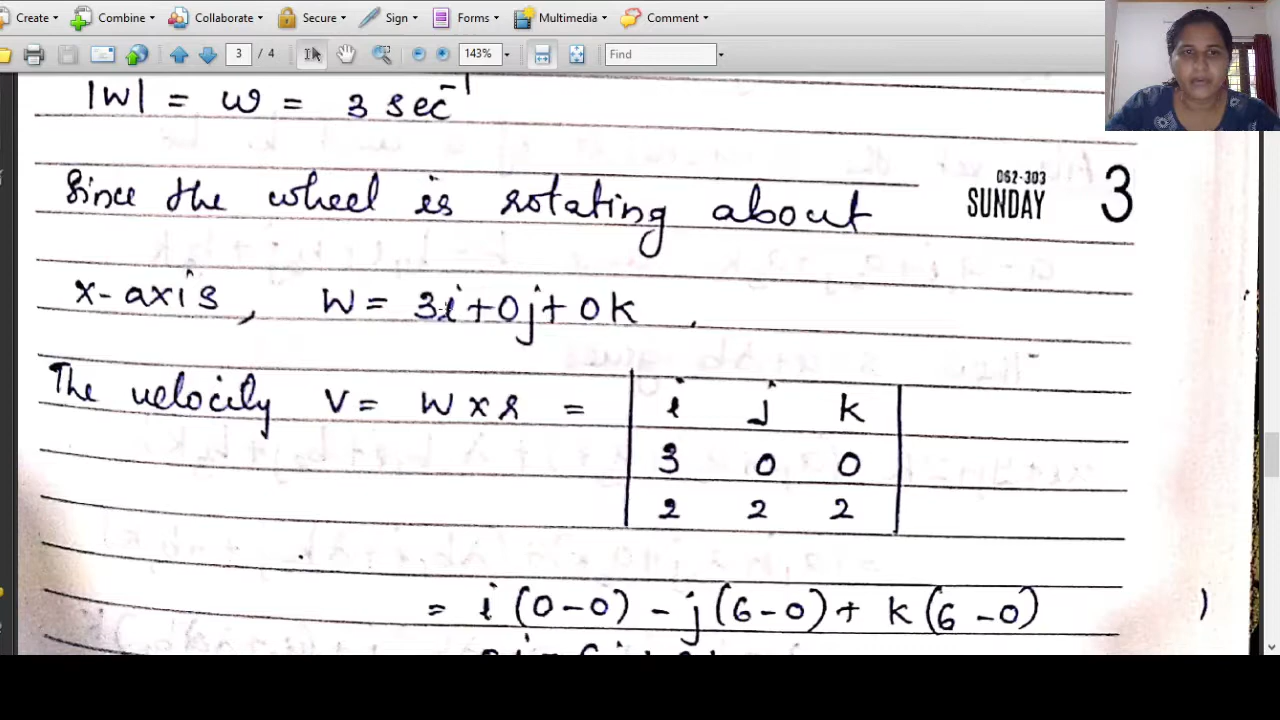 Create Combine Collaborate Secure Sign Forms Multimedia Comment
3 / 4 143% Find
|w| = w = 3 sec⁻¹
062-303
Since the wheel is rotating about SUNDAY 3
x-axis, w = 3i+0j+0k
The velocity v = w x r =
i j k
3 0 0
2 2 2
= i (0-0) - j (6-0) + k (6-0)